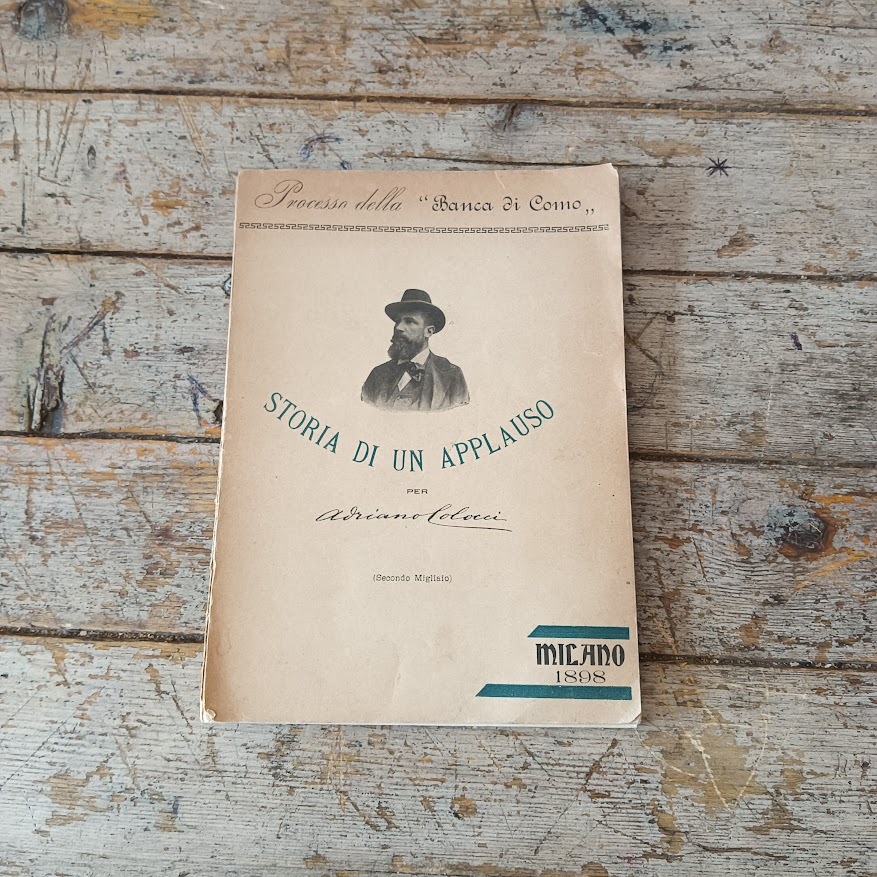 Processo della "Banca di Como„
STORIA DI UN APPLAUSO
PER
Adriano Colocci
(Secondo Migliaio)
MILANO
1898